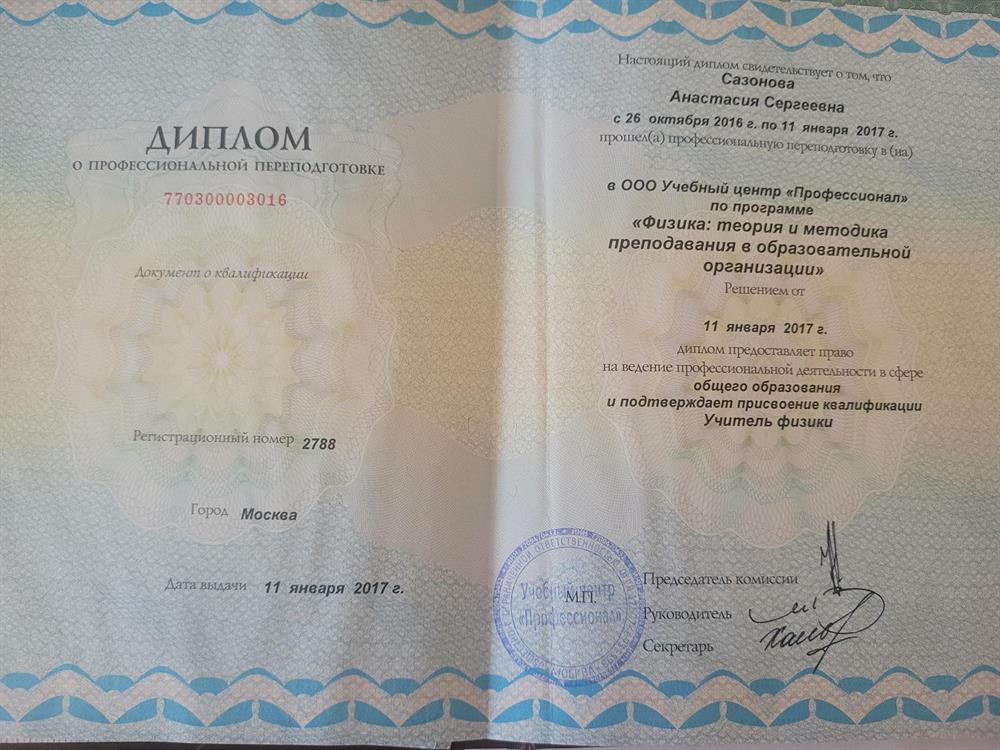 ДИПЛОМ
О ПРОФЕССИОНАЛЬНОЙ ПЕРЕПОДГОТОВКЕ
770300003016
Документ о квалификации
Регистрационный номер 2788
Город Москва
Дата выдачи 11 января 2017 г.
Настоящий диплом свидетельствует о том, что
Сазонова
Анастасия Сергеевна
с 26 октября 2016 г. по 11 января 2017 г.
прошел(а) профессиональную переподготовку в (на)
в ООО Учебный центр «Профессионал»
по программе
«Физика: теория и методика
преподавания в образовательной
организации»
Решением от
11 января 2017 г.
диплом предоставляет право
на ведение профессиональной деятельности в сфере
общего образования
и подтверждает присвоение квалификации
Учитель физики
Председатель комиссии
М.П.
Руководитель
Секретарь
Учебный центр
«Профессионал»